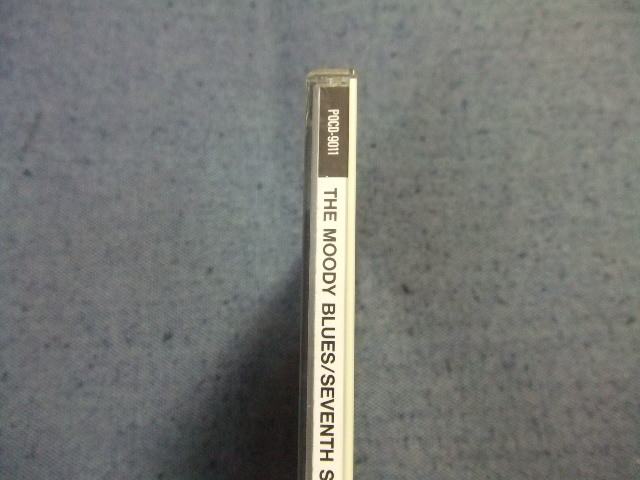 POCD-9011
THE MOODY BLUES/SEVENTH S